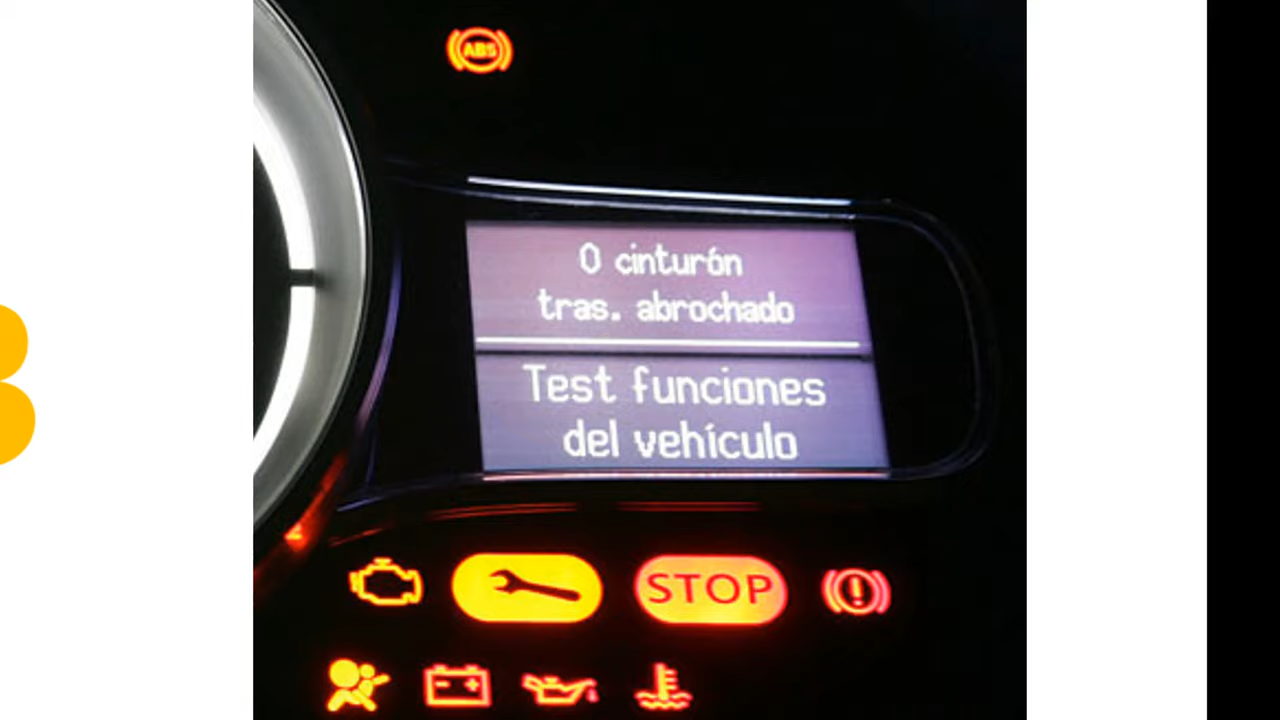 ABS
0 cinturón
tras. abrochado
Test funciones
del vehículo
STOP